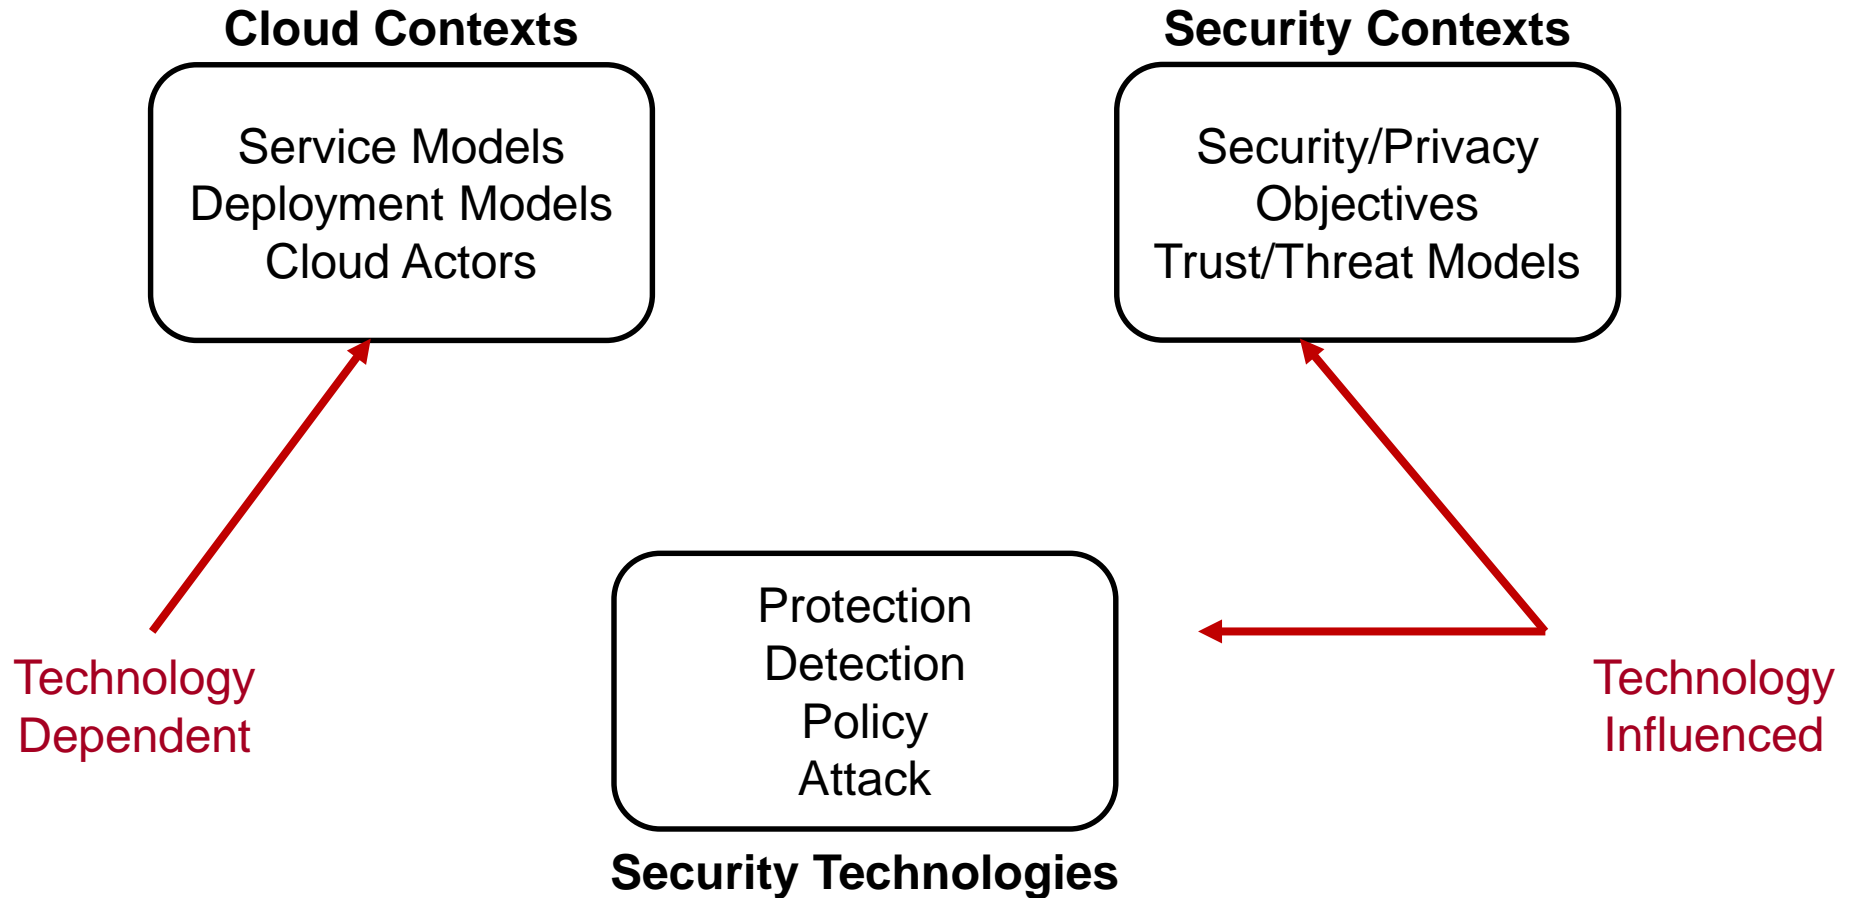 Cloud Contexts
Service Models
Deployment Models
Cloud Actors
Security Contexts
Security/Privacy
Objectives
Trust/Threat Models
Technology
Dependent
Protection
Detection
Policy
Attack
Security Technologies
Technology
Influenced